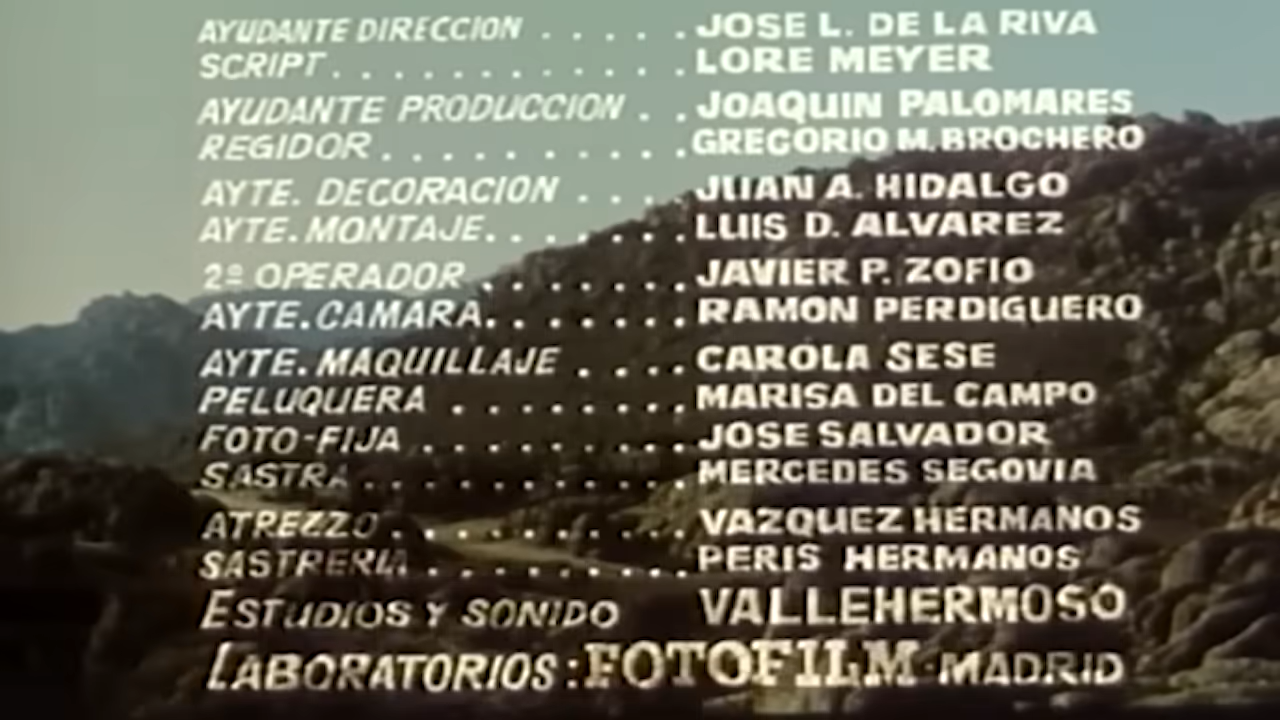 AYUDANTE DIRECCION . . . . . JOSE L. DE LA RIVA
SCRIPT . . . . . . . . . . . . . . LORE MEYER
AYUDANTE PRODUCCION . . JOAQUIN PALOMARES
REGIDOR . . . . . . . . . . . . GREGORIO M. BROCHERO
AYTE. DECORACION . . . . JUAN A. HIDALGO
AYTE. MONTAJE . . . . . . . LUIS D. ALVAREZ
2º OPERADOR . . . . . . . . JAVIER P. ZOFIO
AYTE. CAMARA . . . . . . . RAMON PERDIGUERO
AYTE. MAQUILLAJE . . . . CAROLA SESE
PELUQUERA . . . . . . . . . MARISA DEL CAMPO
FOTO-FIJA . . . . . . . . . . JOSE SALVADOR
SASTRA . . . . . . . . . . . . MERCEDES SEGOVIA
ATREZZO . . . . . . . . . . . VAZQUEZ HERMANOS
SASTRERIA . . . . . . . . . . PERIS HERMANOS
ESTUDIOS Y SONIDO VALLEHERMOSO
LABORATORIOS : FOTOFILM - MADRID